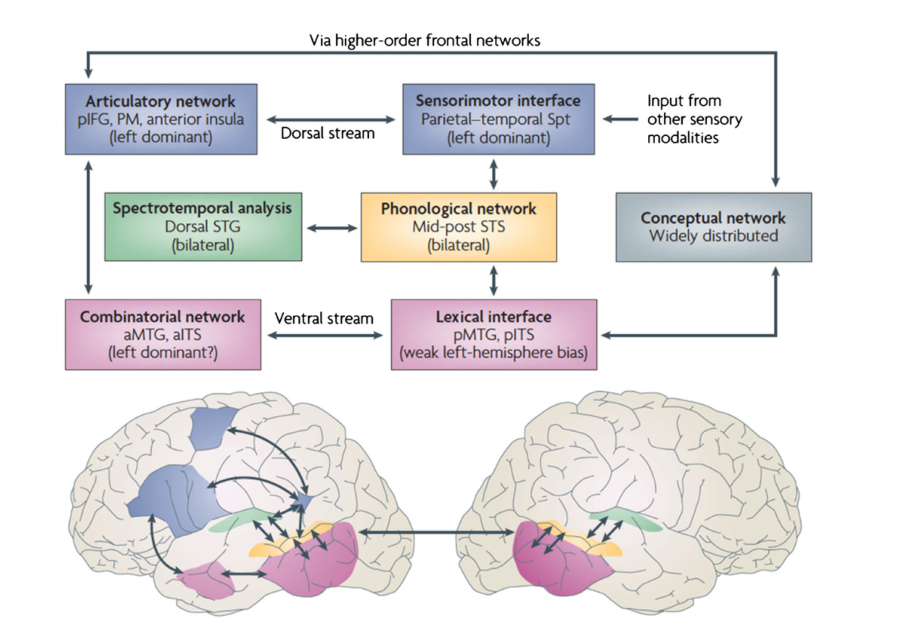 Via higher-order frontal networks
Articulatory network
pIFG, PM, anterior insula
(left dominant)
Dorsal stream
Sensorimotor interface
Parietal–temporal Spt
(left dominant)
Input from
other sensory
modalities
Spectrotemporal analysis
Dorsal STG
(bilateral)
Phonological network
Mid-post STS
(bilateral)
Conceptual network
Widely distributed
Combinatorial network
aMTG, aITS
(left dominant?)
Ventral stream
Lexical interface
pMTG, pITS
(weak left-hemisphere bias)